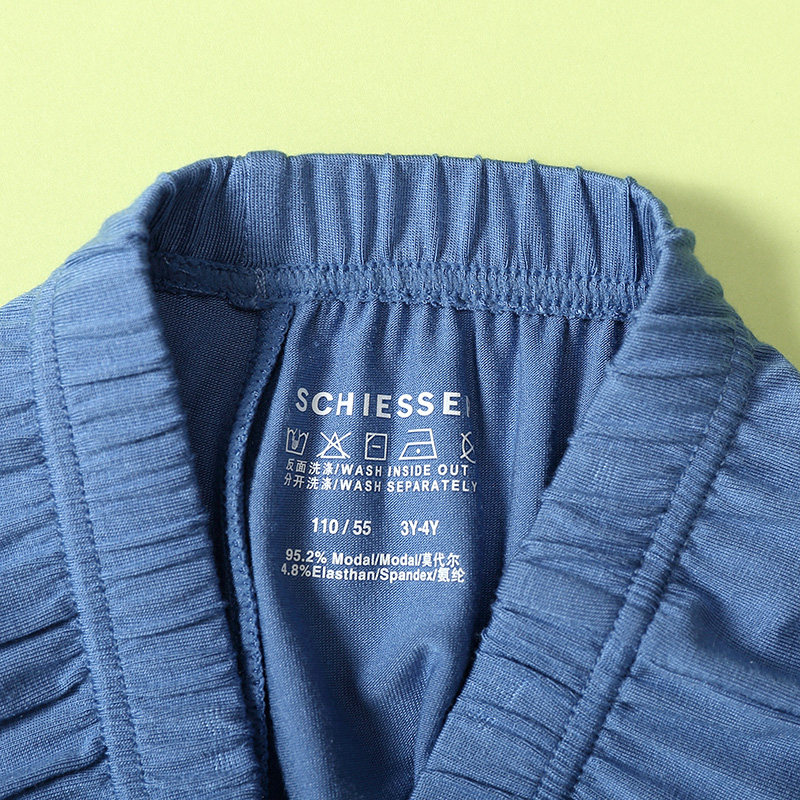 SCHIESSEI
反面洗涤/WASH INSIDE OUT
分开洗涤/WASH SEPARATELY
110/55 3Y-4Y
95.2% Modal/Modal/莫代尔
4.8%Elasthan/Spandex/氨纶